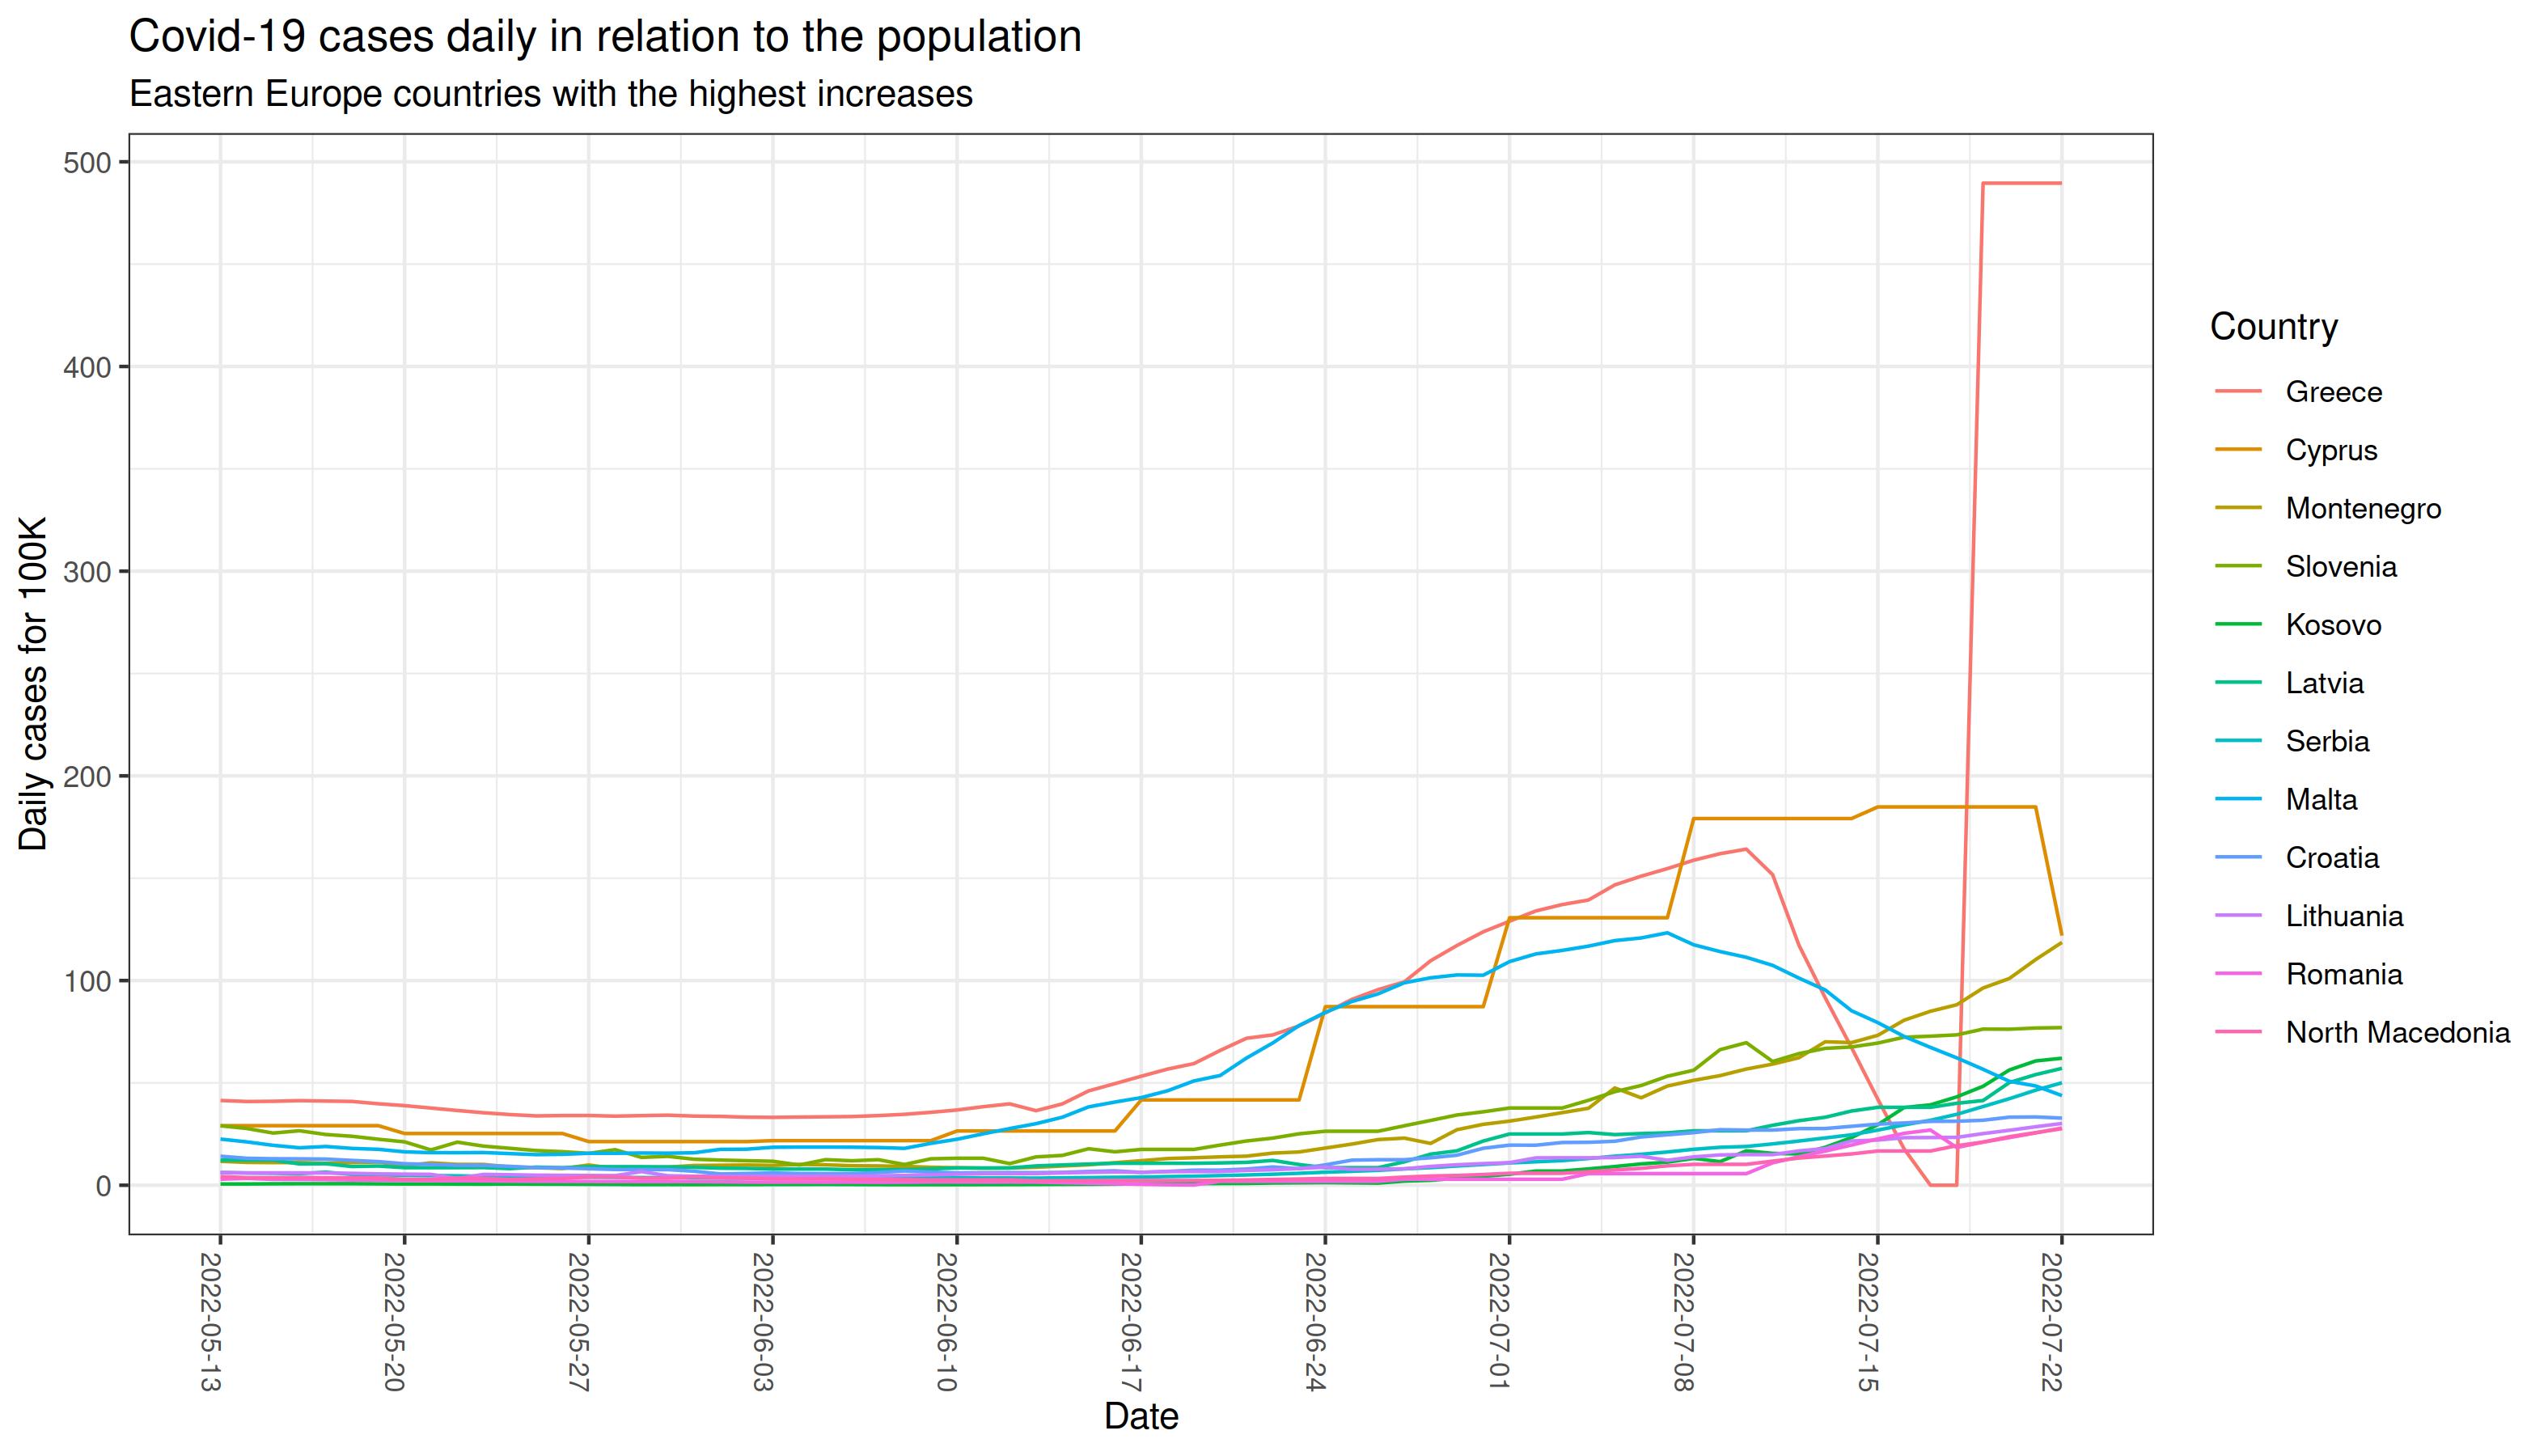 Covid-19 cases daily in relation to the population
Eastern Europe countries with the highest increases
Daily cases for 100K
500
400
300
200
100
0
2022-05-13
2022-05-20
2022-05-27
2022-06-03
2022-06-10
2022-06-17
2022-06-24
2022-07-01
2022-07-08
2022-07-15
2022-07-22
Date
Country
Greece
Cyprus
Montenegro
Slovenia
Kosovo
Latvia
Serbia
Malta
Croatia
Lithuania
Romania
North Macedonia